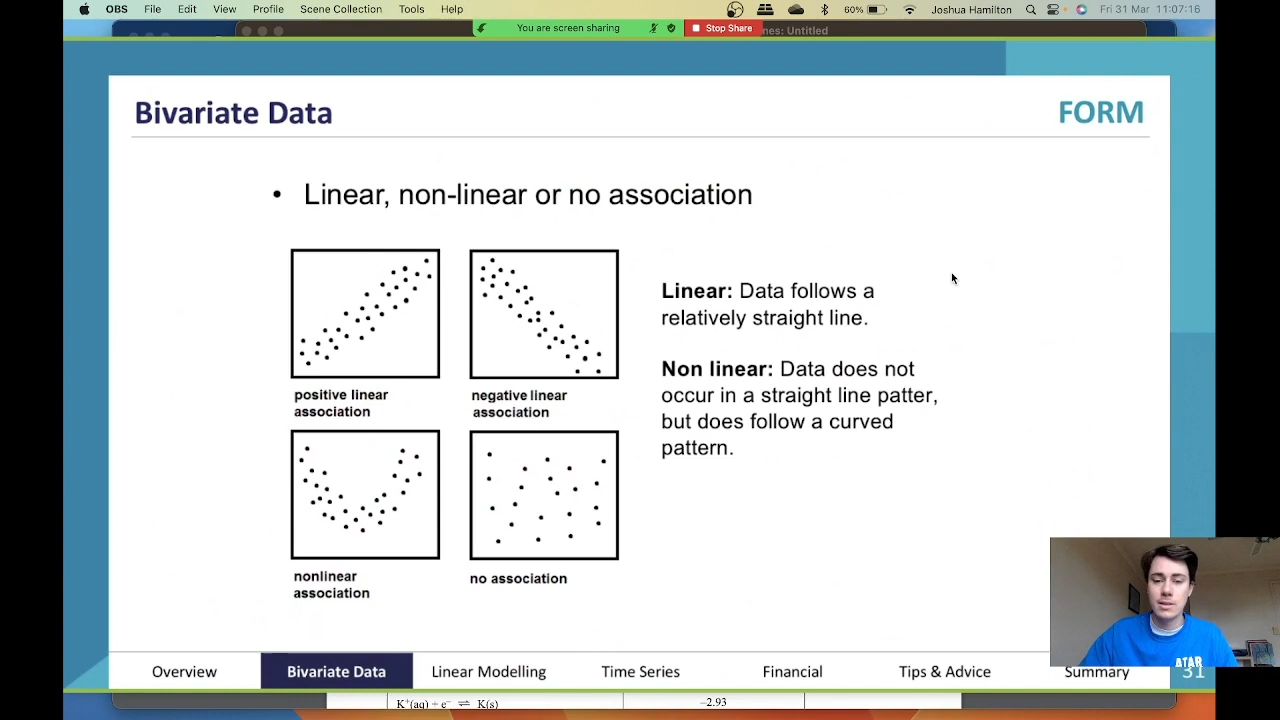 OBS File Edit View Profile Scene Collection Tools Help 60% Joshua Hamilton Fri 31 Mar 11:07:16
You are screen sharing Stop Share nes: Untitled
Bivariate Data FORM
• Linear, non-linear or no association
positive linear
association
negative linear
association
Linear: Data follows a
relatively straight line.
Non linear: Data does not
occur in a straight line patter,
but does follow a curved
pattern.
nonlinear
association
no association
ATAR
Overview Bivariate Data Linear Modelling Time Series Financial Tips & Advice Summary 31
K⁺(aq) + e⁻ ⇌ K(s) −2.93